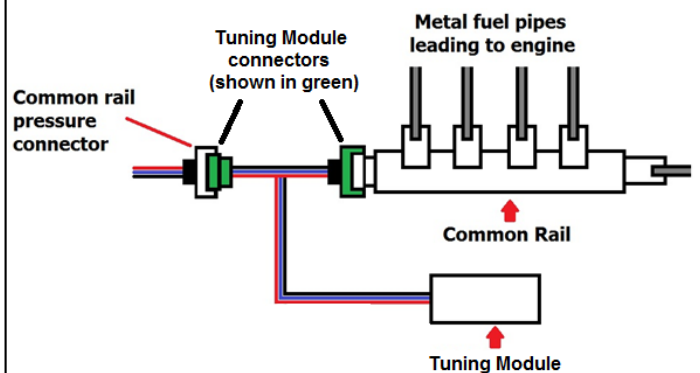 Metal fuel pipes
leading to engine
Tuning Module
connectors
(shown in green)
Common rail
pressure
connector
Common Rail
Tuning Module